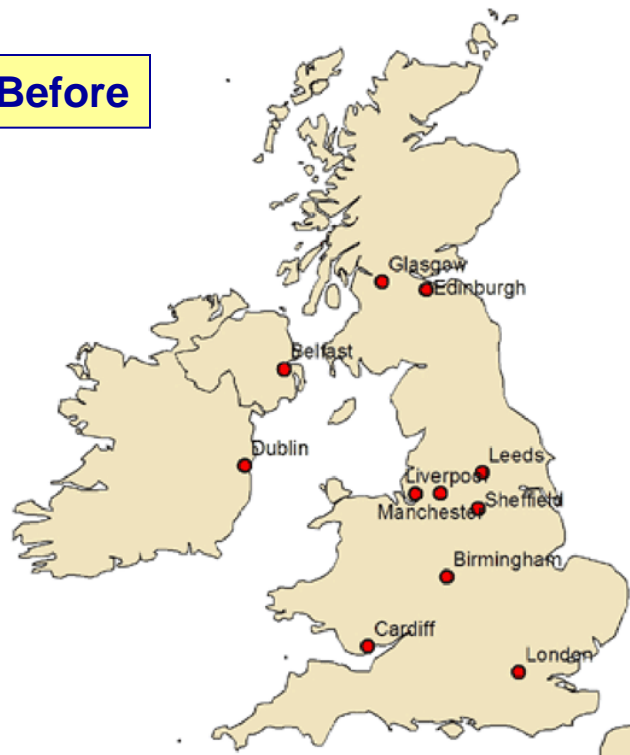 Before
Glasgow
Edinburgh
Belfast
Dublin
Leeds
Liverpool
Sheffield
Manchester
Birmingham
Cardiff
London